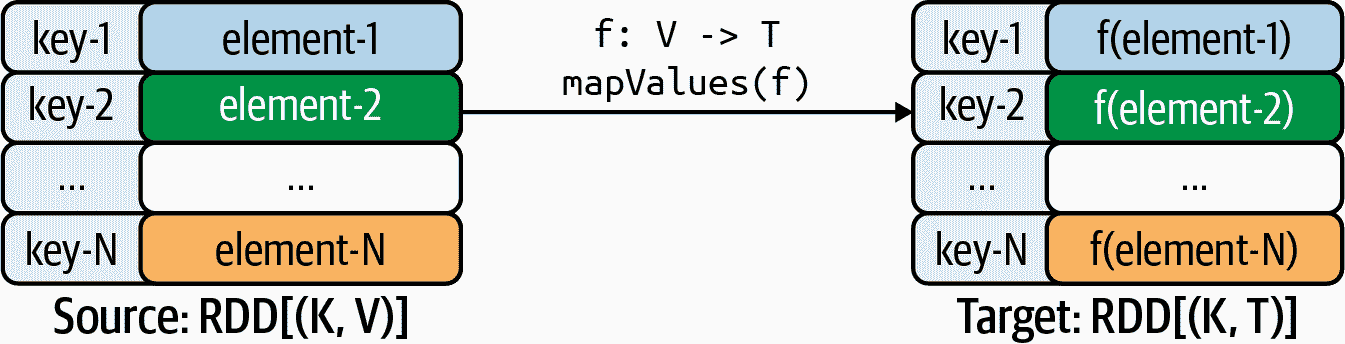 key-1 element-1
key-2 element-2
... ...
key-N element-N
Source: RDD[(K, V)]
f: V -> T
mapValues(f)
key-1 f(element-1)
key-2 f(element-2)
... ...
key-N f(element-N)
Target: RDD[(K, T)]